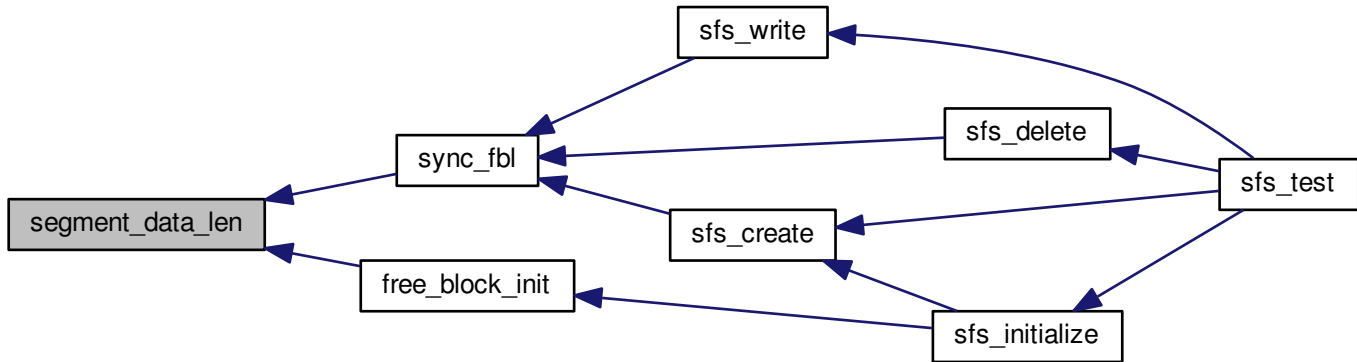 sfs_write
sfs_delete
sync_fbl
sfs_test
segment_data_len
sfs_create
free_block_init
sfs_initialize